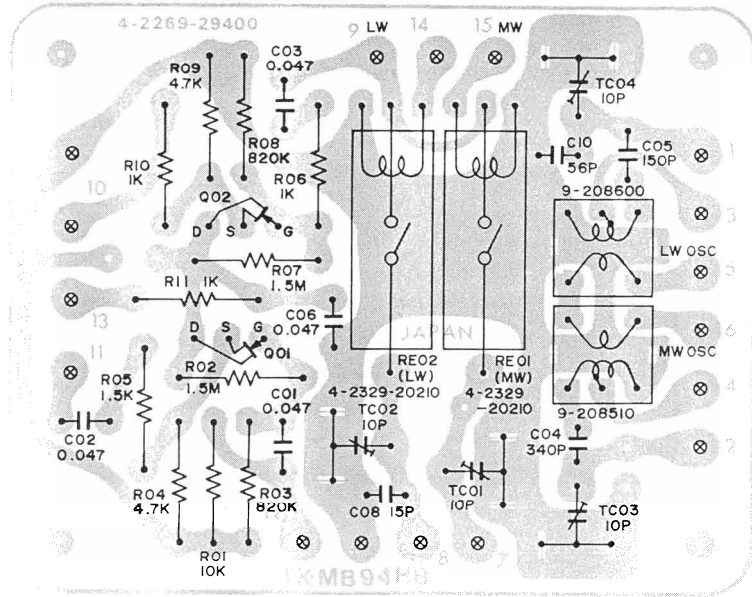 4-2269-29400
9 LW 14 15 MW
C03
0.047
R09
4.7K
TC04
10P
R08
820K
R10
1K
R06
1K
C10
56P
C05
150P
1
10
Q02
9-208600
3
D S G
R07
1.5M
LW OSC
5
R11 1K
13
C06
0.047
JAPAN
6
D S G
Q01
MW OSC
11
R02
1.5M
RE02
(LW)
RE01
(MW)
R05
1.5K
C01
0.047
4-2329-20210
4-2329
-20210
4
9-208510
TC02
10P
C02
0.047
C04
340P
2
R04
4.7K
R03
820K
TC01
10P
C08 15P
TC03
10P
R01
10K
8 7